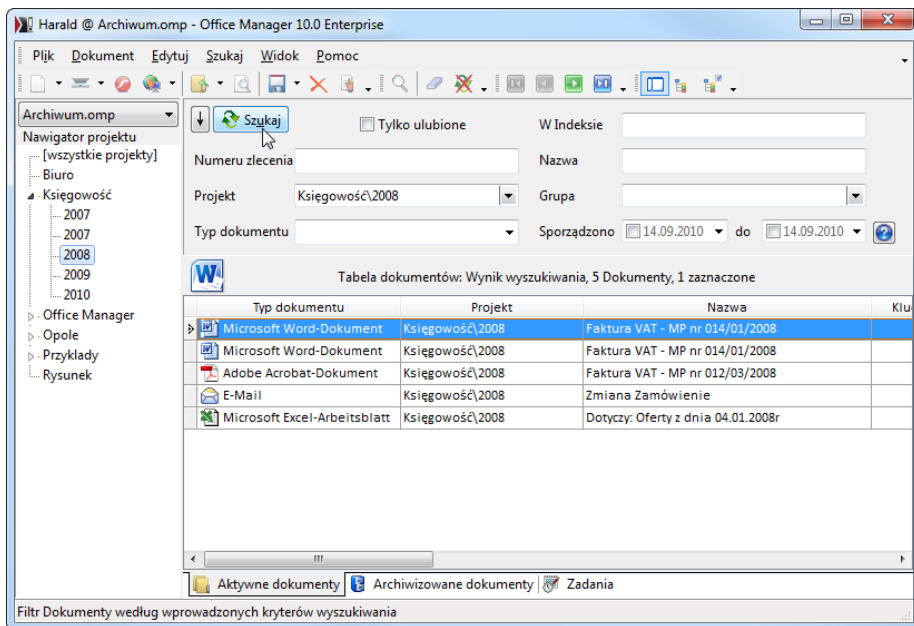 Harald @ Archiwum.omp - Office Manager 10.0 Enterprise
Plik Dokument Edytuj Szukaj Widok Pomoc
Archiwum.omp
Nawigator projektu
[wszystkie projekty]
Biuro
Księgowość
2007
2007
2008
2009
2010
Office Manager
Opole
Przyklady
Rysunek
Szukaj Tylko ulubione W Indeksie
Numeru zlecenia Nazwa
Projekt Księgowość\2008 Grupa
Typ dokumentu Sporządzono 14.09.2010 do 14.09.2010
Tabela dokumentów: Wynik wyszukiwania, 5 Dokumenty, 1 zaznaczone
Typ dokumentu Projekt Nazwa Klu
Microsoft Word-Dokument Księgowość\2008 Faktura VAT - MP nr 014/01/2008
Microsoft Word-Dokument Księgowość\2008 Faktura VAT - MP nr 014/01/2008
Adobe Acrobat-Dokument Księgowość\2008 Faktura VAT - MP nr 012/03/2008
E-Mail Księgowość\2008 Zmiana Zamówienie
Microsoft Excel-Arbeitsblatt Księgowość\2008 Dotyczy: Oferty z dnia 04.01.2008r
Aktywne dokumenty Archiwizowane dokumenty Zadania
Filtr Dokumenty według wprowadzonych kryterów wyszukiwania